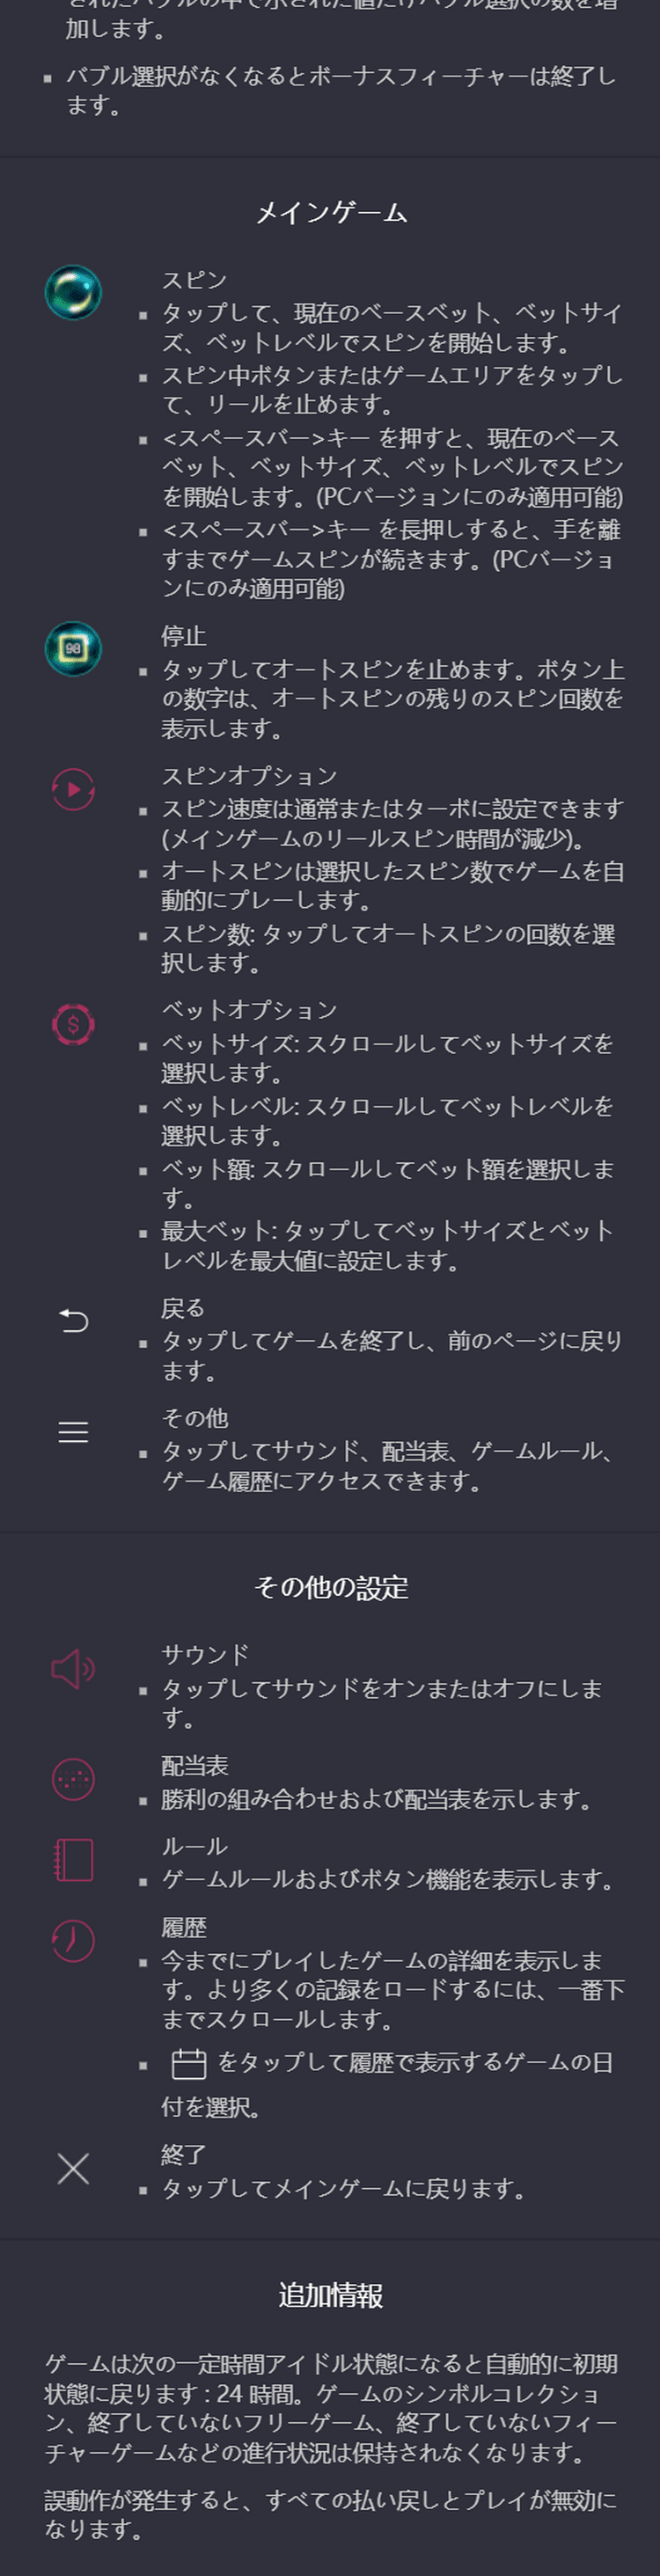 されたバブルの中で示された値だけバブル選択の数を増
加します。
バブル選択がなくなるとボーナスフィーチャーは終了し
ます。
メインゲーム
スピン
タップして、現在のベースベット、ベットサイ
ズ、ベットレベルでスピンを開始します。
スピン中ボタンまたはゲームエリアをタップし
て、リールを止めます。
<スペースバー>キー を押すと、現在のベース
ベット、ベットサイズ、ベットレベルでスピン
を開始します。(PCバージョンにのみ適用可能)
<スペースバー>キー を長押しすると、手を離
すまでゲームスピンが続きます。(PCバージョ
ンにのみ適用可能)
98
停止
タップしてオートスピンを止めます。ボタン上
の数字は、オートスピンの残りのスピン回数を
表示します。
スピンオプション
スピン速度は通常またはターボに設定できます
(メインゲームのリールスピン時間が減少)。
オートスピンは選択したスピン数でゲームを自
動的にプレーします。
スピン数: タップしてオートスピンの回数を選
択します。
$
ベットオプション
ベットサイズ: スクロールしてベットサイズを
選択します。
ベットレベル: スクロールしてベットレベルを
選択します。
ベット額: スクロールしてベット額を選択しま
す。
最大ベット: タップしてベットサイズとベット
レベルを最大値に設定します。
戻る
タップしてゲームを終了し、前のページに戻り
ます。
その他
タップしてサウンド、配当表、ゲームルール、
ゲーム履歴にアクセスできます。
その他の設定
サウンド
タップしてサウンドをオンまたはオフにしま
す。
配当表
勝利の組み合わせおよび配当表を示します。
ルール
ゲームルールおよびボタン機能を表示します。
履歴
今までにプレイしたゲームの詳細を表示しま
す。より多くの記録をロードするには、一番下
までスクロールします。
をタップして履歴で表示するゲームの日
付を選択。
終了
タップしてメインゲームに戻ります。
追加情報
ゲームは次の一定時間アイドル状態になると自動的に初期
状態に戻ります : 24 時間。ゲームのシンボルコレクショ
ン、終了していないフリーゲーム、終了していないフィー
チャーゲームなどの進行状況は保持されなくなります。
誤動作が発生すると、すべての払い戻しとプレイが無効に
なります。